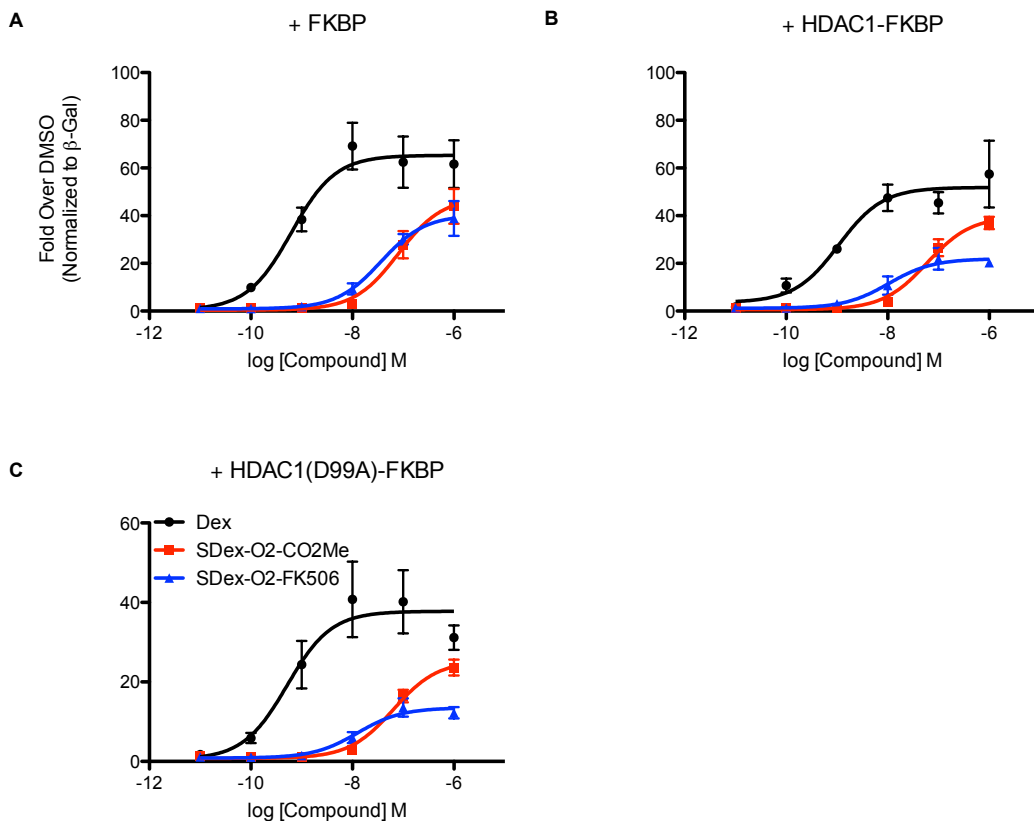 A
+ FKBP
Fold Over DMSO
(Normalized to β-Gal)
100
80
60
40
20
0
-12
-10
-8
-6
log [Compound] M
B
+ HDAC1-FKBP
100
80
60
40
20
0
-12
-10
-8
-6
log [Compound] M
C
+ HDAC1(D99A)-FKBP
Dex
SDex-O2-CO2Me
SDex-O2-FK506
60
40
20
0
-12
-10
-8
-6
log [Compound] M